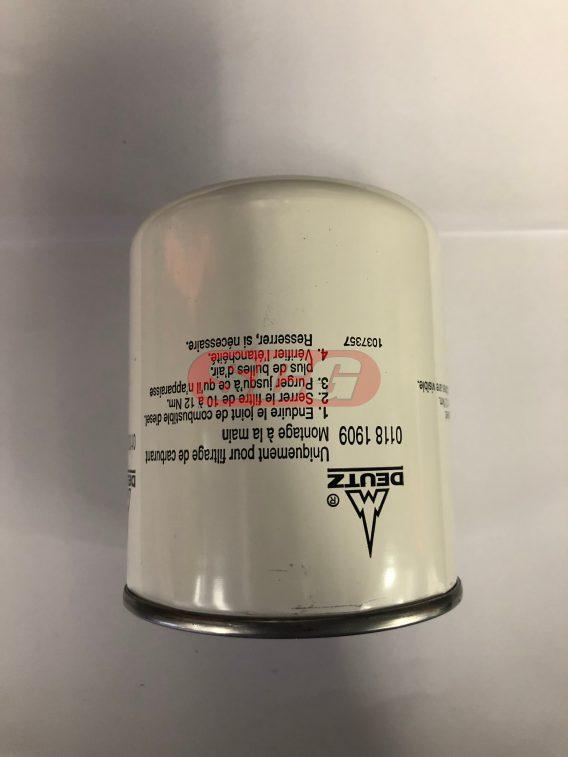 DEUTZ
®
Uniquement pour filtrage de carburant
0118 1909 Montage à la main
1. Enduire le joint de combustible diesel.
2. Serrer le filtre de 10 à 12 Nm.
3. Purger jusqu'à ce qu'il n'apparaisse
plus de bulles d'air.
4. Vérifier l'étanchéité.
Resserrer, si nécessaire.
1037357